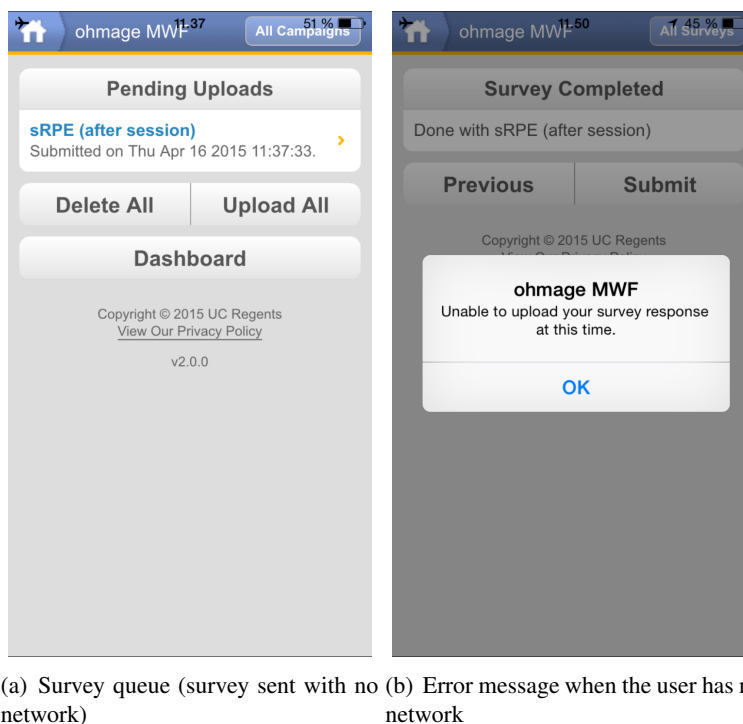 11.37
51 %
ohmage MWF
All Campaigns
Pending Uploads
sRPE (after session)
Submitted on Thu Apr 16 2015 11:37:33.
Delete All
Upload All
Dashboard
Copyright © 2015 UC Regents
View Our Privacy Policy
v2.0.0
(a) Survey queue (survey sent with no
network)
11.50
45 %
ohmage MWF
All Surveys
Survey Completed
Done with sRPE (after session)
Previous
Submit
Copyright © 2015 UC Regents
View Our Privacy Policy
ohmage MWF
Unable to upload your survey response
at this time.
OK
(b) Error message when the user has
network